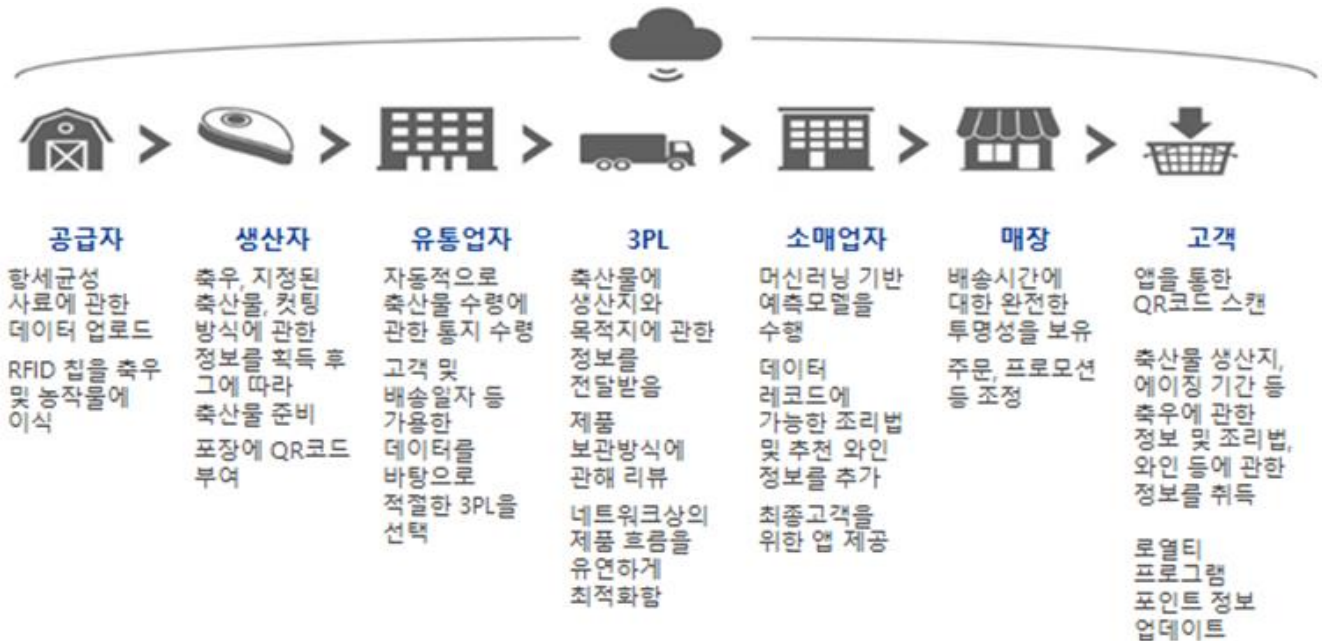 공급자
항세균성
사료에 관한
데이터 업로드
RFID 칩을 축우
및 농작물에
이식
생산자
축우, 지정된
축산물, 컷팅
방식에 관한
정보를 획득 후
그에 따라
축산물 준비
포장에 QR코드
부여
유통업자
자동적으로
축산물 수령에
관한 통지 수령
고객 및
배송일자 등
가용한
데이터를
바탕으로
적절한 3PL을
선택
3PL
축산물에
생산지와
목적지에 관한
정보를
전달받음
제품
보관방식에
관해 리뷰
네트워크상의
제품 흐름을
유연하게
최적화함
소매업자
머신러닝 기반
예측모델을
수행
데이터
레코드에
가능한 조리법
및 추천 와인
정보를 추가
최종고객을
위한 앱 제공
매장
배송시간에
대한 완전한
투명성을 보유
주문, 프로모션
등 조정
고객
앱을 통한
QR코드 스캔
축산물 생산지,
에이징 기간 등
축우에 관한
정보 및 조리법,
와인 등에 관한
정보를 취득
로열티
프로그램
포인트 정보
업데이트